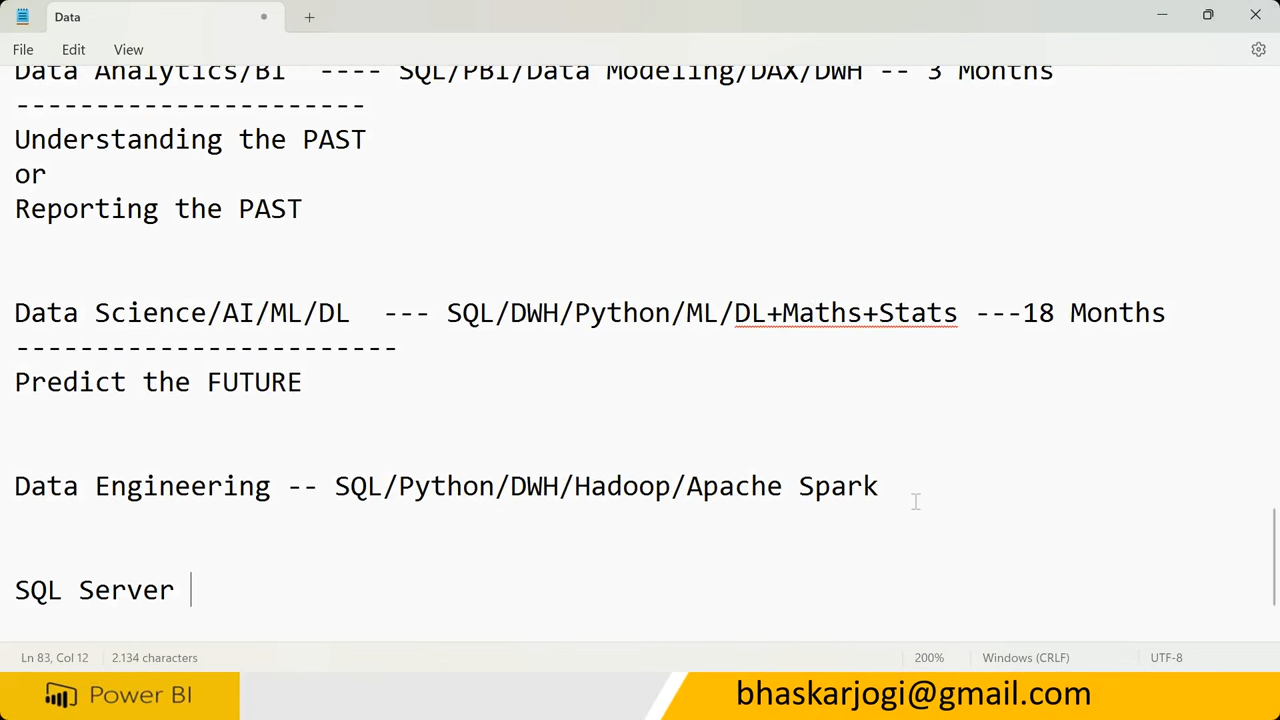 Data
File
Edit
View
Data Analytics/BI ---- SQL/PBI/Data Modeling/DAX/DWH -- 3 Months
----------------------
Understanding the PAST
or
Reporting the PAST
Data Science/AI/ML/DL --- SQL/DWH/Python/ML/DL+Maths+Stats ---18 Months
------------------------
Predict the FUTURE
Data Engineering -- SQL/Python/DWH/Hadoop/Apache Spark
SQL Server
Ln 83, Col 12
2.134 characters
200%
Windows (CRLF)
UTF-8
Power BI
bhaskarjogi@gmail.com